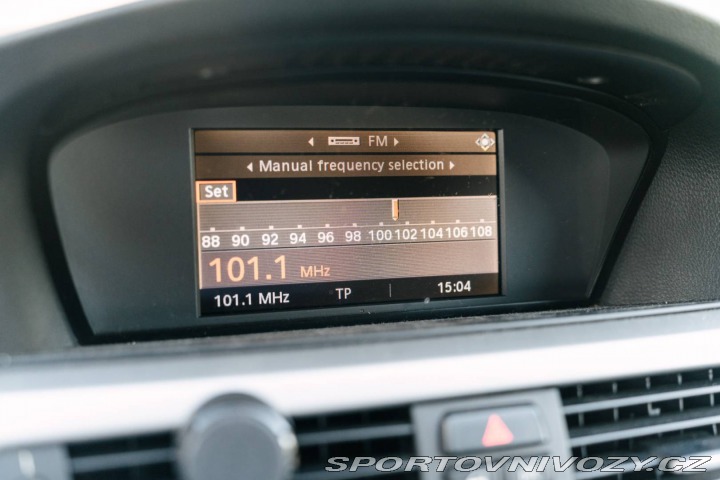 FM
Manual frequency selection
Set
88 90 92 94 96 98 100 102 104 106 108
101.1 MHz
101.1 MHz TP 15:04
SPORTOVNIVOZY.CZ